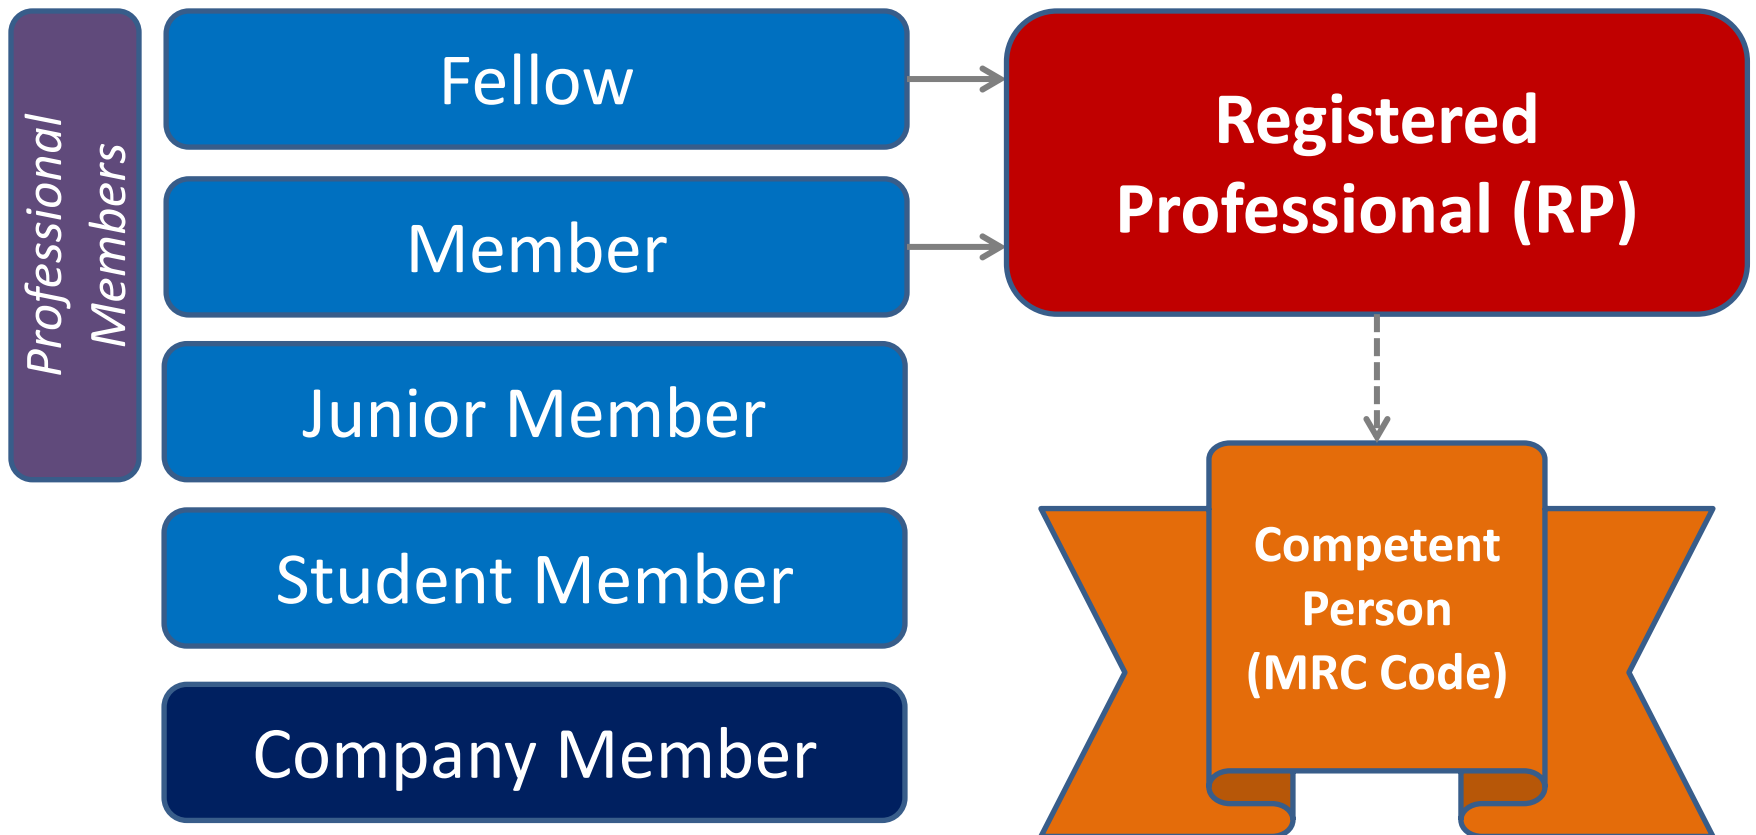 Professional
Members
Fellow
Member
Junior Member
Student Member
Company Member
Registered
Professional (RP)
Competent
Person
(MRC Code)